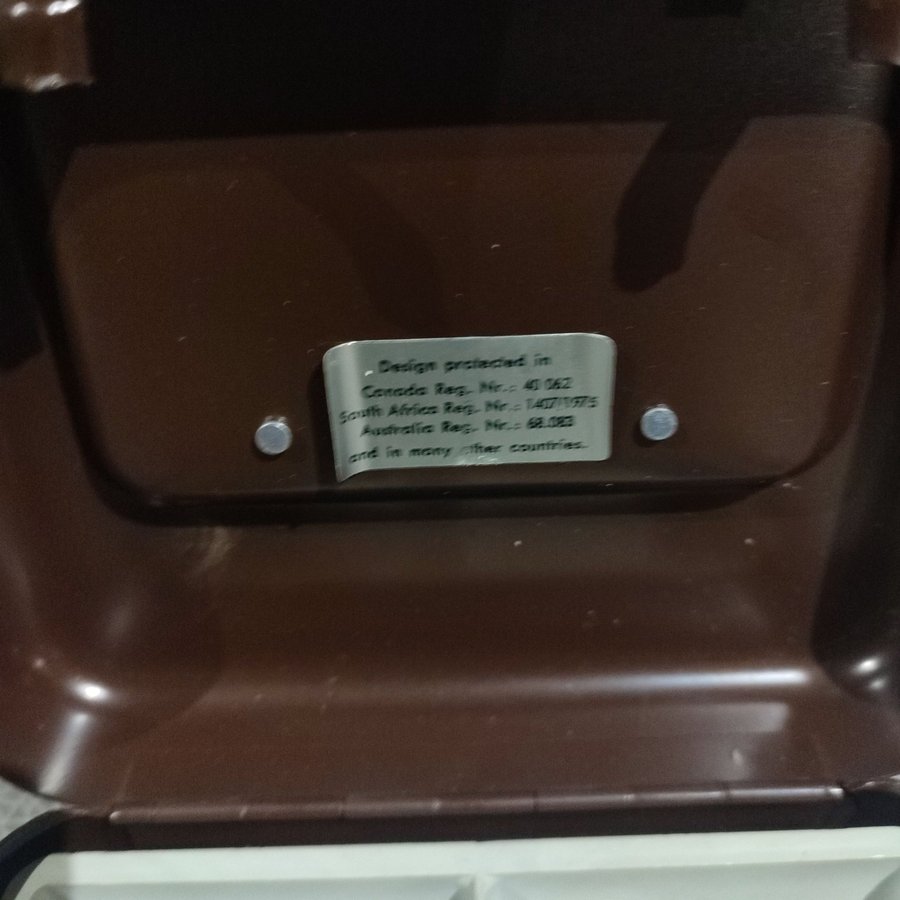 Design protected in
Canada Reg. Nr.: 40 062
South Africa Reg. Nr.: 1407/1975
Australia Reg. Nr.: 68.083
and in many other countries.